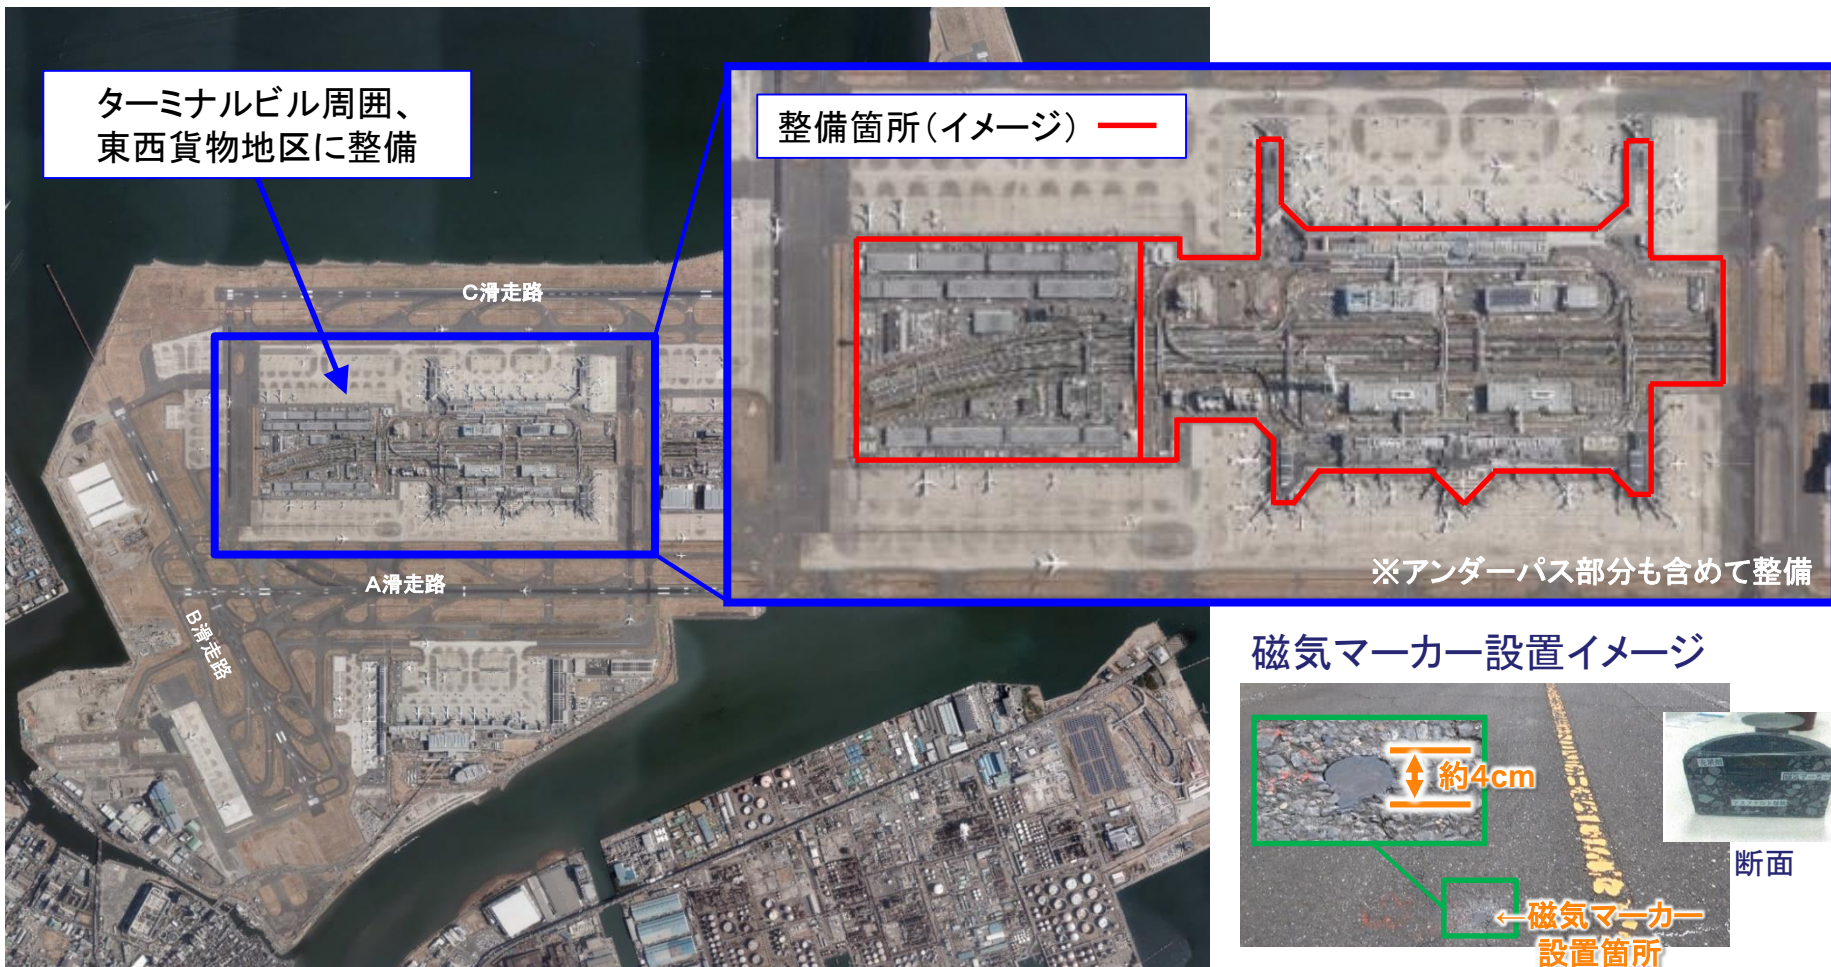 ターミナルビル周囲、
東西貨物地区に整備
整備箇所（イメージ）
C滑走路
A滑走路
B滑走路
※アンダーパス部分も含めて整備
磁気マーカー設置イメージ
約4cm
断面
←磁気マーカー
設置箇所